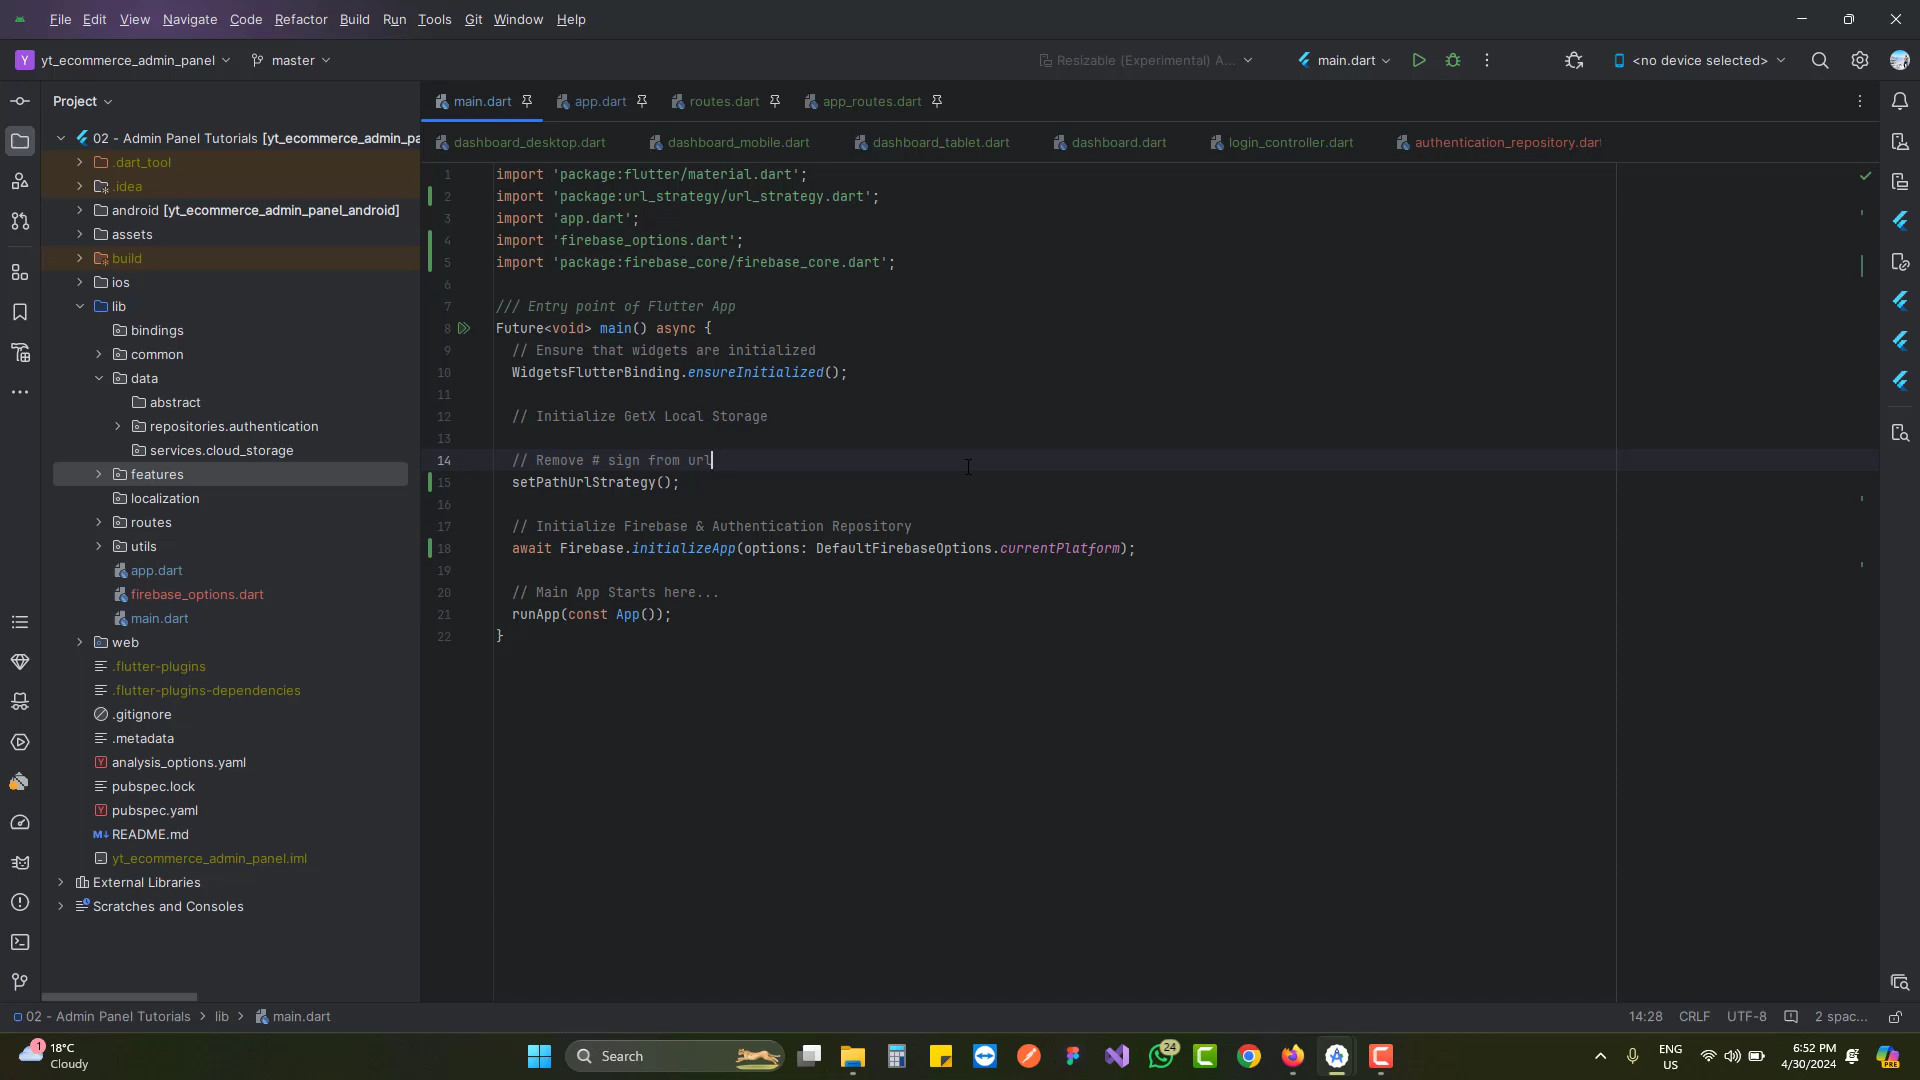 File Edit View Navigate Code Refactor Build Run Tools Git Window Help
Y yt_ecommerce_admin_panel master Resizable (Experimental) A... main.dart <no device selected>
Project
main.dart app.dart routes.dart app_routes.dart
dashboard_desktop.dart dashboard_mobile.dart dashboard_tablet.dart dashboard.dart login_controller.dart authentication_repository.dart
02 - Admin Panel Tutorials [yt_ecommerce_admin_pa
.dart_tool
.idea
android [yt_ecommerce_admin_panel_android]
assets
build
ios
lib
bindings
common
data
abstract
repositories.authentication
services.cloud_storage
features
localization
routes
utils
app.dart
firebase_options.dart
main.dart
web
.flutter-plugins
.flutter-plugins-dependencies
.gitignore
.metadata
analysis_options.yaml
pubspec.lock
pubspec.yaml
README.md
yt_ecommerce_admin_panel.iml
External Libraries
Scratches and Consoles
1 import 'package:flutter/material.dart';
2 import 'package:url_strategy/url_strategy.dart';
3 import 'app.dart';
4 import 'firebase_options.dart';
5 import 'package:firebase_core/firebase_core.dart';
6
7 /// Entry point of Flutter App
8 Future<void> main() async {
9 // Ensure that widgets are initialized
10 WidgetsFlutterBinding.ensureInitialized();
11
12 // Initialize GetX Local Storage
13
14 // Remove # sign from url
15 setPathUrlStrategy();
16
17 // Initialize Firebase & Authentication Repository
18 await Firebase.initializeApp(options: DefaultFirebaseOptions.currentPlatform);
19
20 // Main App Starts here...
21 runApp(const App());
22 }
02 - Admin Panel Tutorials > lib > main.dart 14:28 CRLF UTF-8 2 spac...
1 18°C
Cloudy
Search
24
ENG
US
6:52 PM
4/30/2024
PRE